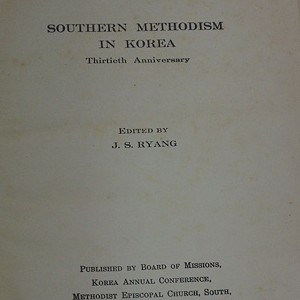 SOUTHERN METHODISM
IN KOREA
Thirtieth Anniversary
EDITED BY
J. S. RYANG
PUBLISHED BY BOARD OF MISSIONS,
KOREA ANNUAL CONFERENCE,
METHODIST EPISCOPAL CHURCH, SOUTH,